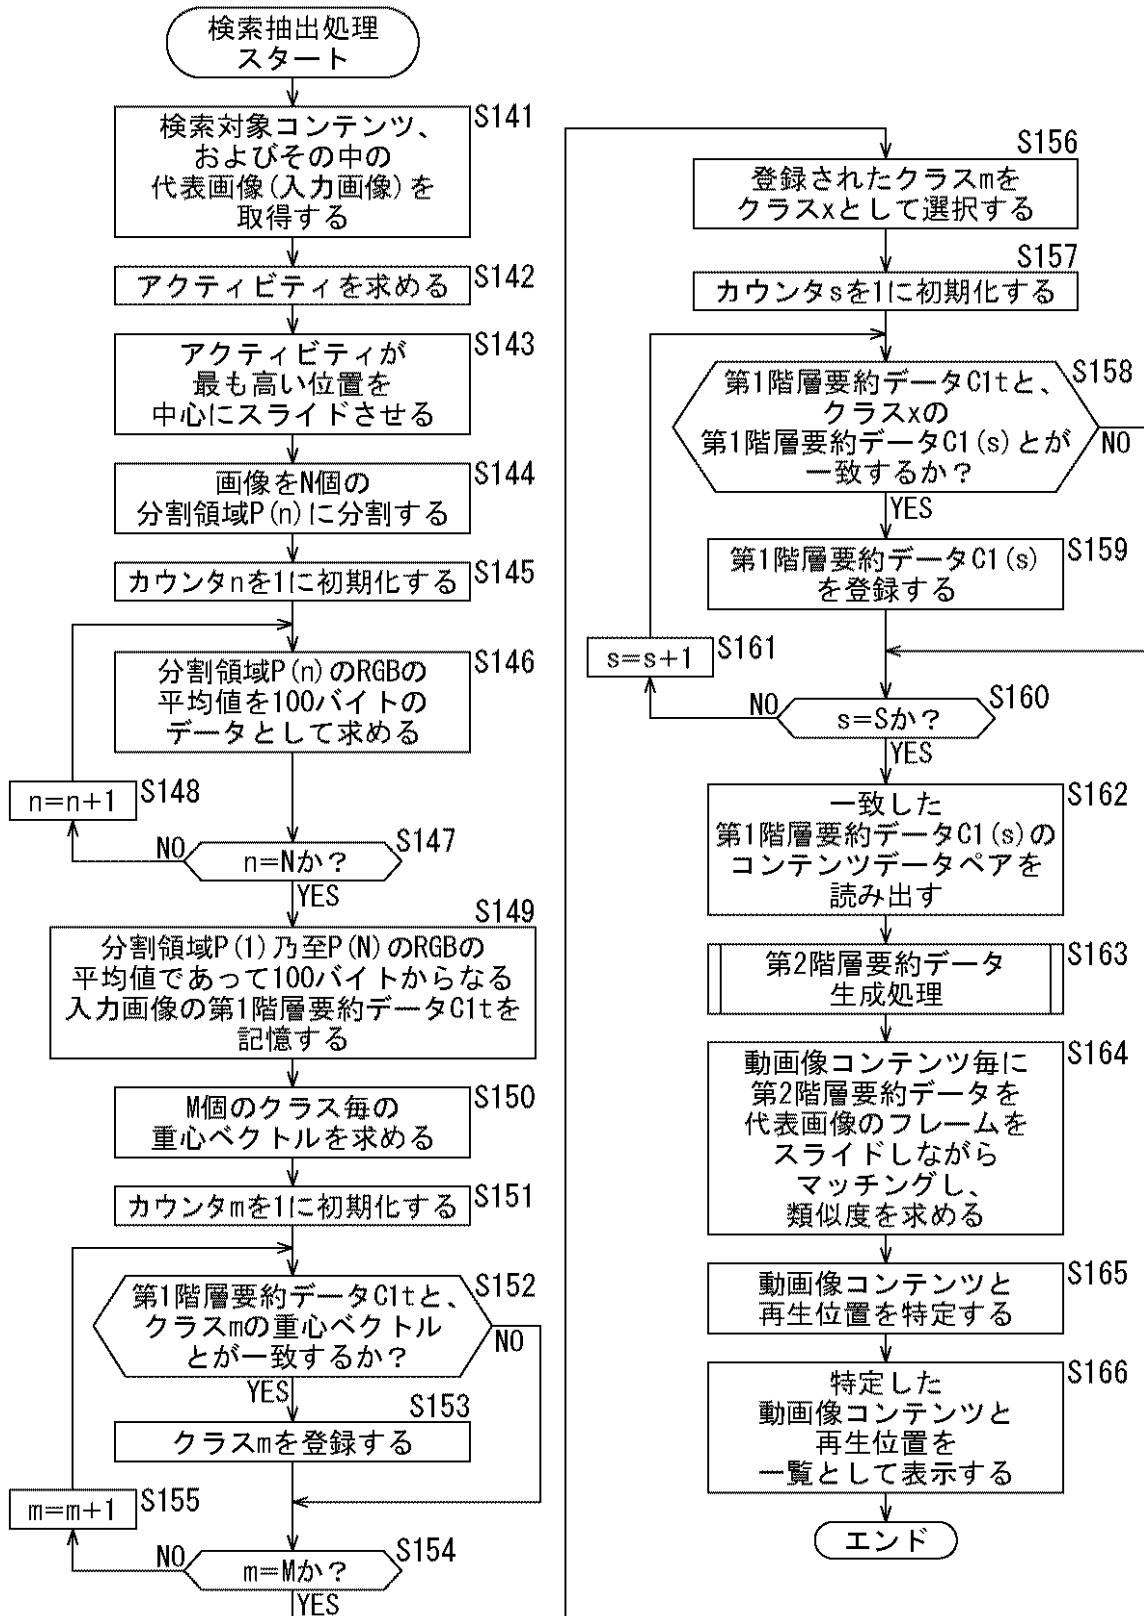 検索抽出処理
スタート
S141
検索対象コンテンツ、
およびその中の
代表画像(入力画像)を
取得する
S142
アクティビティを求める
S143
アクティビティが
最も高い位置を
中心にスライドさせる
S144
画像をN個の
分割領域P(n)に分割する
S145
カウンタnを1に初期化する
S146
分割領域P(n)のRGBの
平均値を100バイトの
データとして求める
n=n+1
S148
S147
NO
n=Nか?
YES
S149
分割領域P(1)乃至P(N)のRGBの
平均値であって100バイトからなる
入力画像の第1階層要約データC1tを
記憶する
S150
M個のクラス毎の
重心ベクトルを求める
S151
カウンタmを1に初期化する
S152
第1階層要約データC1tと、
クラスmの重心ベクトル
とが一致するか?
NO
YES
S153
クラスmを登録する
m=m+1
S155
S154
NO
m=Mか?
YES
S156
登録されたクラスmを
クラスxとして選択する
S157
カウンタsを1に初期化する
S158
第1階層要約データC1tと、
クラスxの
第1階層要約データC1(s)とが
一致するか?
NO
YES
S159
第1階層要約データC1(s)
を登録する
s=s+1
S161
S160
NO
s=Sか?
YES
S162
一致した
第1階層要約データC1(s)の
コンテンツデータペアを
読み出す
S163
第2階層要約データ
生成処理
S164
動画像コンテンツ毎に
第2階層要約データを
代表画像のフレームを
スライドしながら
マッチングし、
類似度を求める
S165
動画像コンテンツと
再生位置を特定する
S166
特定した
動画像コンテンツと
再生位置を
一覧として表示する
エンド